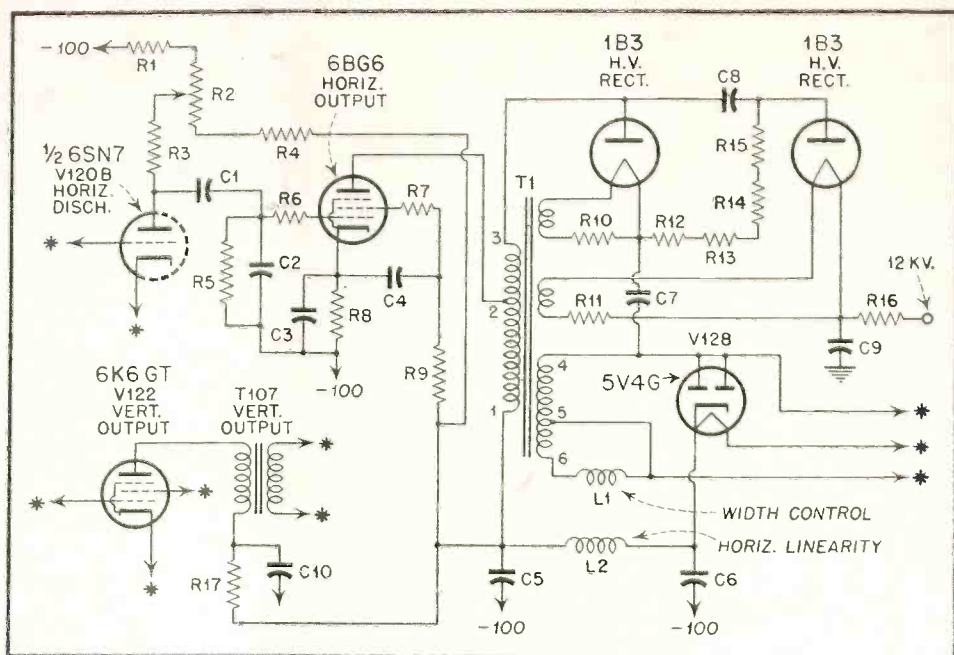 -100
R1
R2
R3
R4
½ 6SN7
V120B
HORIZ.
DISCH.
*
*
C1
R5
R6
C2
6BG6
HORIZ.
OUTPUT
R7
C3
R8
C4
-100
R9
1B3
H.V.
RECT.
C8
1B3
H.V.
RECT.
R15
R14
T1
R10
R12
R13
3
2
1
R11
C7
12 KV.
R16
C9
V128
5V4G
4
5
6
*
*
*
L1
WIDTH CONTROL
L2
HORIZ. LINEARITY
C5
-100
C6
-100
6K6 GT
V122
VERT.
OUTPUT
T107
VERT.
OUTPUT
*
*
*
*
*
R17
C10